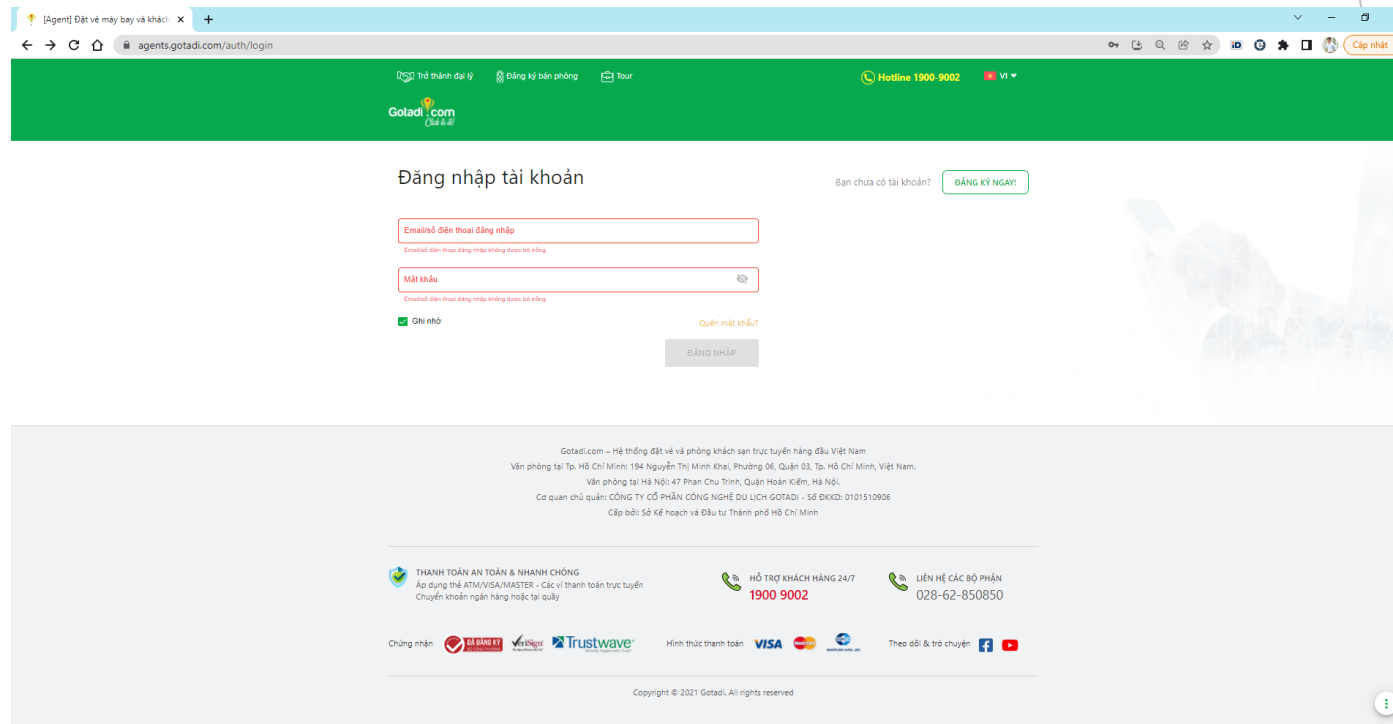 [Agent] Đặt vé máy bay và khách
agents.gotadi.com/auth/login
Cập nhật
Trở thành đại lý
Đăng ký bán phòng
Tour
Hotline 1900-9002
VI
Gotadi.com
Click là đi!
Đăng nhập tài khoản
Bạn chưa có tài khoản?
ĐĂNG KÝ NGAY!
Email/số điện thoại đăng nhập
Email/số điện thoại đăng nhập không được bỏ trống
Mật khẩu
Email/số điện thoại đăng nhập không được bỏ trống
Ghi nhớ
Quên mật khẩu?
ĐĂNG NHẬP
Gotadi.com – Hệ thống đặt vé và phòng khách sạn trực tuyến hàng đầu Việt Nam
Văn phòng tại Tp. Hồ Chí Minh: 194 Nguyễn Thị Minh Khai, Phường 06, Quận 03, Tp. Hồ Chí Minh, Việt Nam.
Văn phòng tại Hà Nội: 47 Phan Chu Trinh, Quận Hoàn Kiếm, Hà Nội.
Cơ quan chủ quản: CÔNG TY CỔ PHẦN CÔNG NGHỆ DU LỊCH GOTADI - Số ĐKKD: 0101510906
Cấp bởi: Sở Kế hoạch và Đầu tư Thành phố Hồ Chí Minh
THANH TOÁN AN TOÀN & NHANH CHÓNG
Áp dụng thẻ ATM/VISA/MASTER - Các ví thanh toán trực tuyến
Chuyển khoản ngân hàng hoặc tại quầy
HỖ TRỢ KHÁCH HÀNG 24/7
1900 9002
LIÊN HỆ CÁC BỘ PHẬN
028-62-850850
Chứng nhận
ĐÃ ĐĂNG KÝ
BỘ CÔNG THƯƠNG
VeriSign
Trustwave
Hình thức thanh toán
VISA
MasterCard
Theo dõi & trò chuyện
Copyright © 2021 Gotadi. All rights reserved